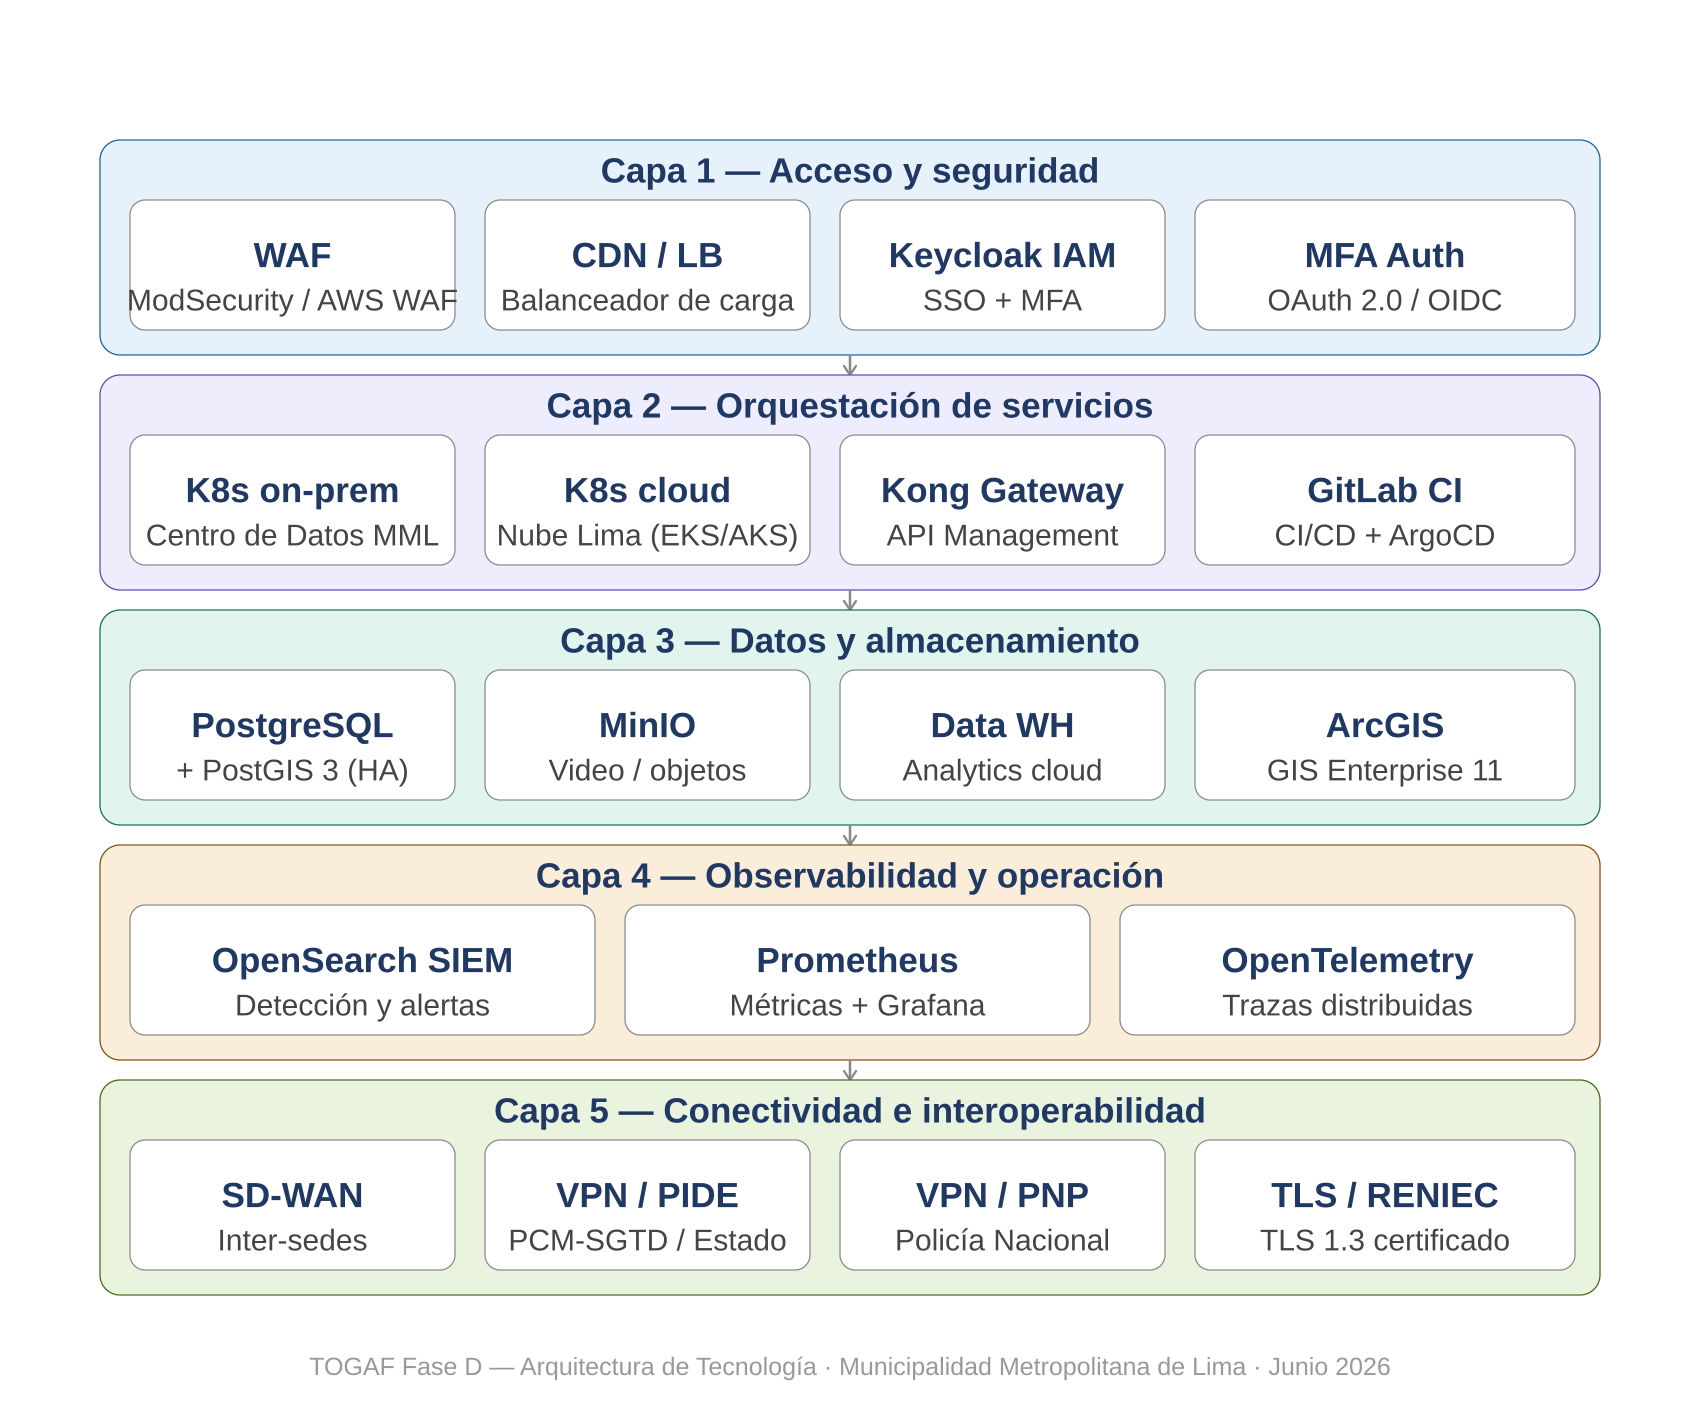 Capa 1 — Acceso y seguridad
WAF
ModSecurity / AWS WAF
CDN / LB
Balanceador de carga
Keycloak IAM
SSO + MFA
MFA Auth
OAuth 2.0 / OIDC
Capa 2 — Orquestación de servicios
K8s on-prem
Centro de Datos MML
K8s cloud
Nube Lima (EKS/AKS)
Kong Gateway
API Management
GitLab CI
CI/CD + ArgoCD
Capa 3 — Datos y almacenamiento
PostgreSQL
+ PostGIS 3 (HA)
MinIO
Video / objetos
Data WH
Analytics cloud
ArcGIS
GIS Enterprise 11
Capa 4 — Observabilidad y operación
OpenSearch SIEM
Detección y alertas
Prometheus
Métricas + Grafana
OpenTelemetry
Trazas distribuidas
Capa 5 — Conectividad e interoperabilidad
SD-WAN
Inter-sedes
VPN / PIDE
PCM-SGTD / Estado
VPN / PNP
Policía Nacional
TLS / RENIEC
TLS 1.3 certificado
TOGAF Fase D — Arquitectura de Tecnología · Municipalidad Metropolitana de Lima · Junio 2026